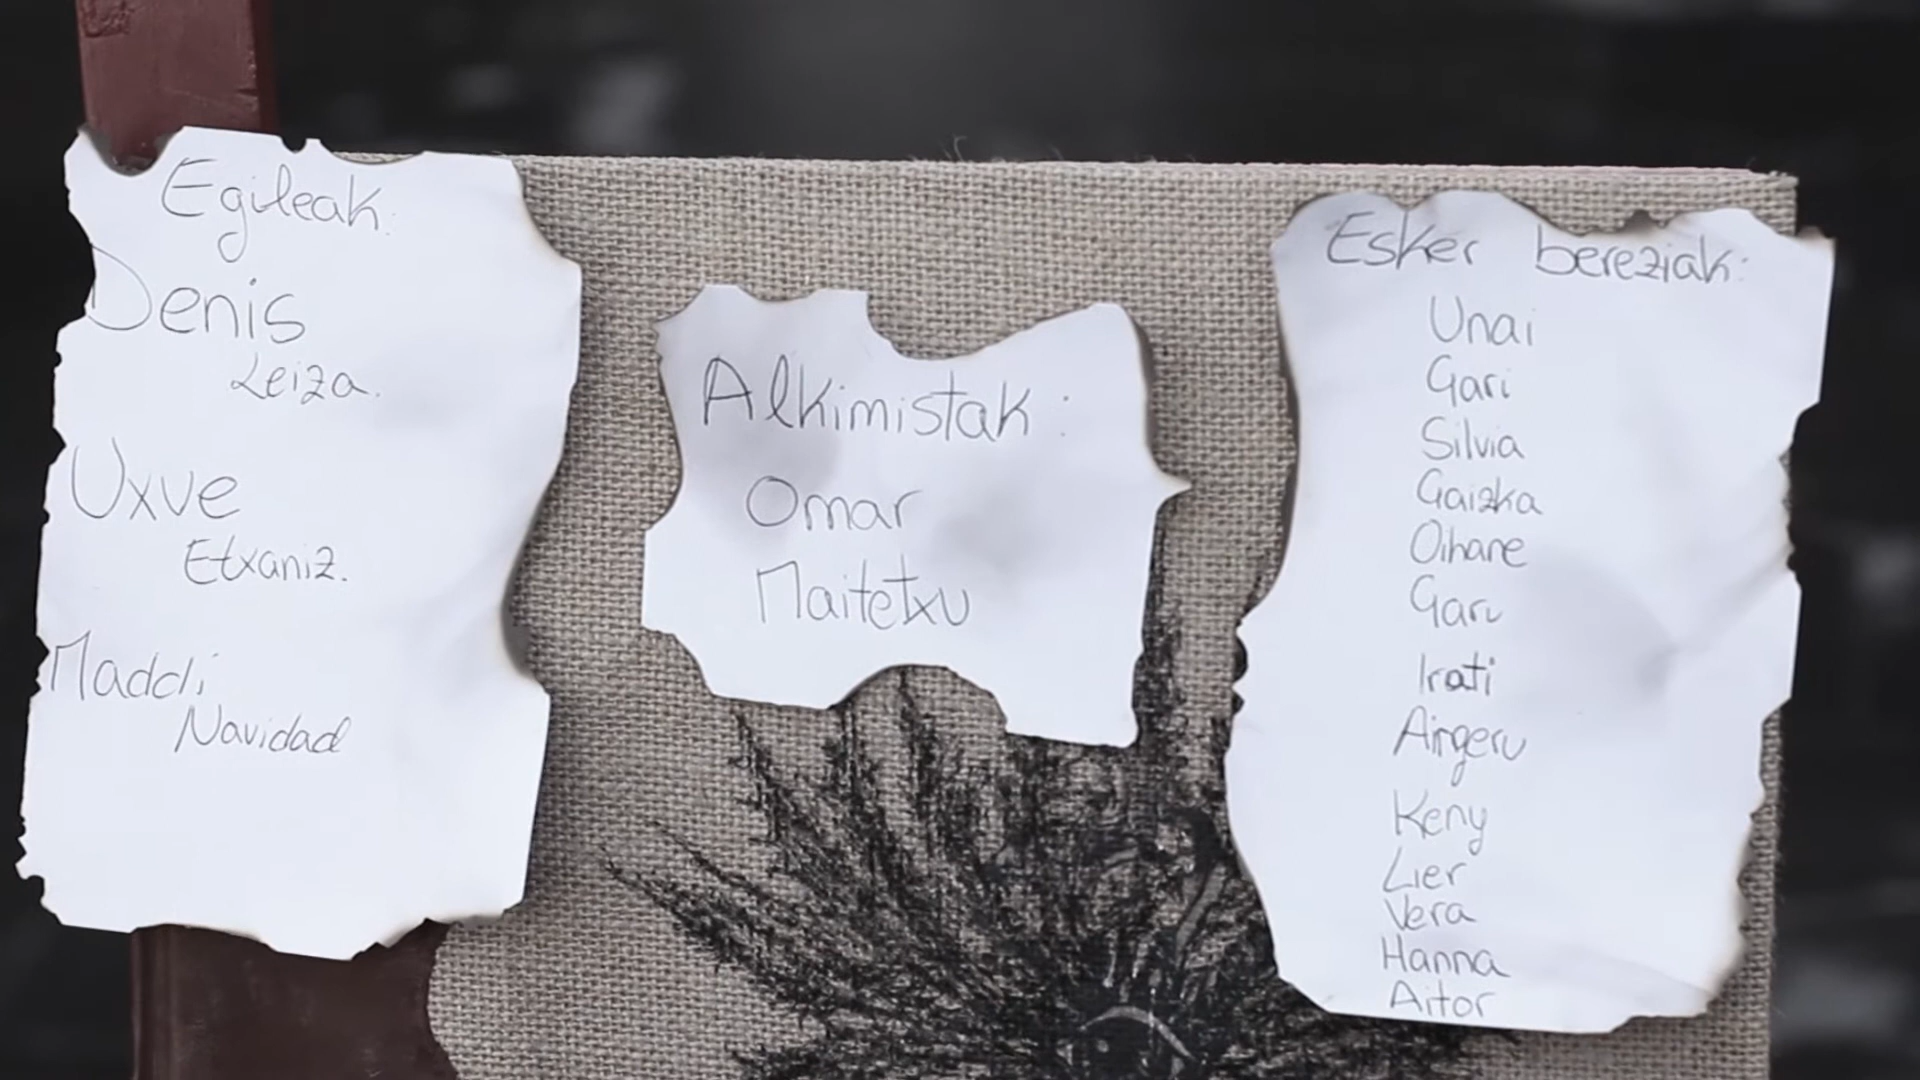 Egileak.
Denis
Leiza.
Uxue
Etxaniz.
Maddi
Navidad
Alkimistak:
Omar
Maitetxu
Esker bereziak:
Unai
Gari
Silvia
Gaizka
Oihane
Garu
Irati
Aingeru
Keny
Lier
Vera
Hanna
Aitor